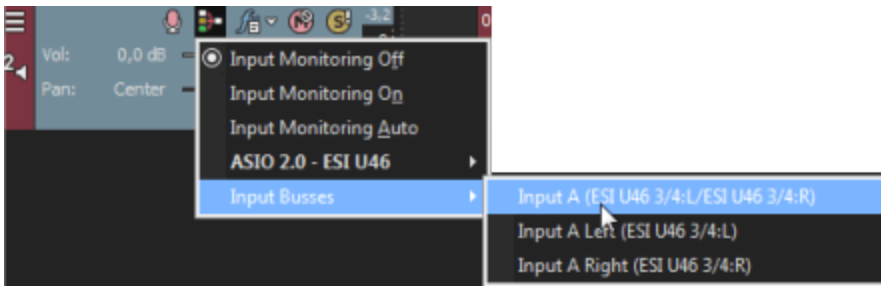 -3,2
0
2
Vol: 0,0 dB
Pan: Center
Input Monitoring Off
Input Monitoring On
Input Monitoring Auto
ASIO 2.0 - ESI U46
Input Busses
Input A (ESI U46 3/4:L/ESI U46 3/4:R)
Input A Left (ESI U46 3/4:L)
Input A Right (ESI U46 3/4:R)